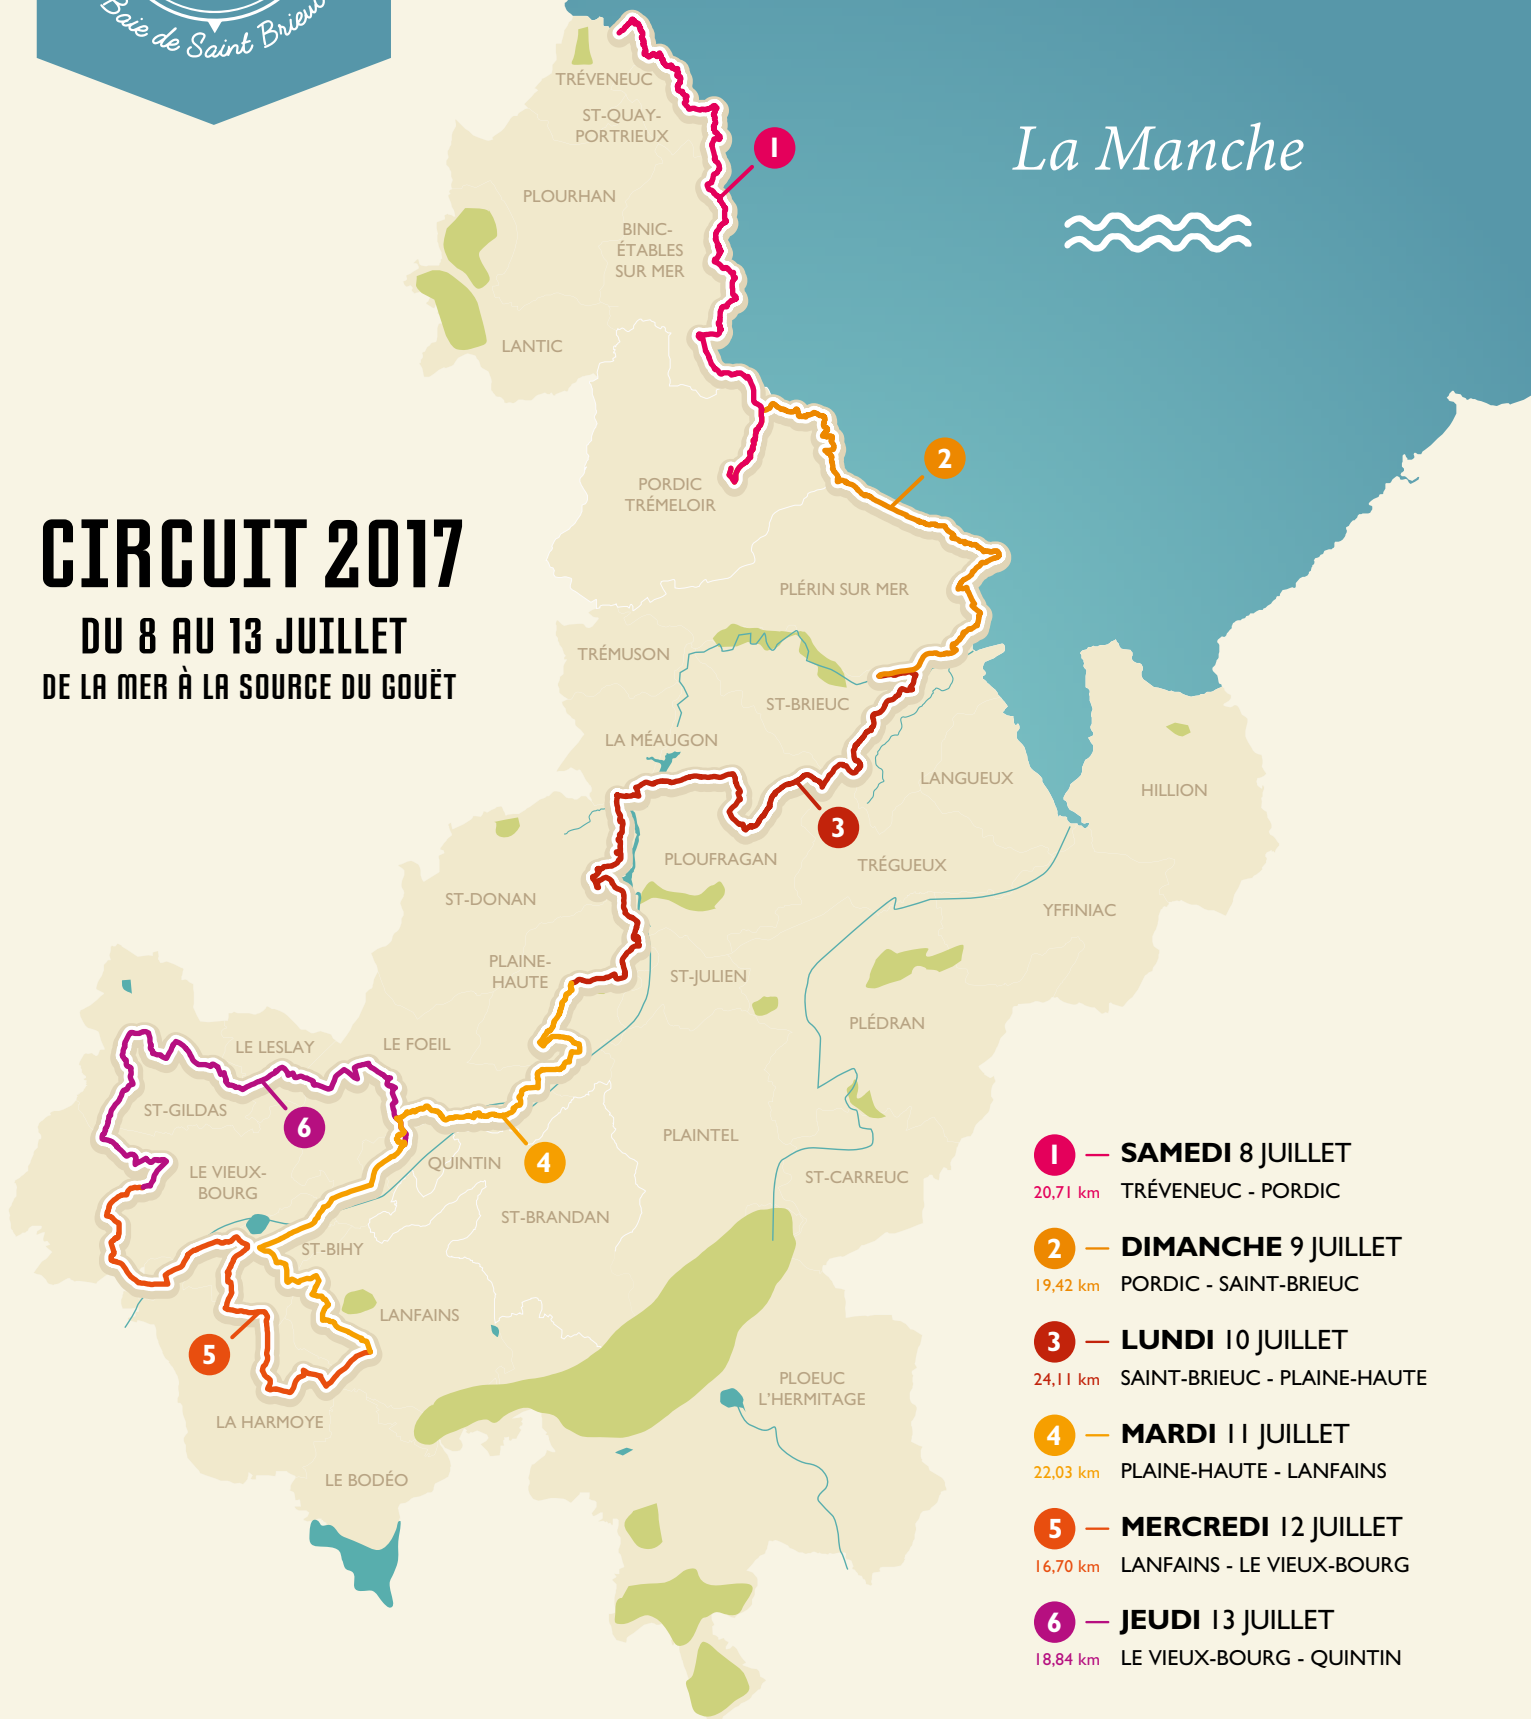 Baie de Saint Brieuc
La Manche
TRÉVENEUC
ST-QUAY-
PORTRIEUX
1
PLOURHAN
BINIC-
ÉTABLES
SUR MER
LANTIC
2
PORDIC
TRÉMELOIR
CIRCUIT 2017
DU 8 AU 13 JUILLET
DE LA MER À LA SOURCE DU GOUËT
PLÉRIN SUR MER
TRÉMUSON
ST-BRIEUC
LA MÉAUGON
LANGUEUX
HILLION
3
PLOUFRAGAN
TRÉGUEUX
ST-DONAN
YFFINIAC
PLAINE-
HAUTE
ST-JULIEN
PLÉDRAN
LE LESLAY
LE FOEIL
ST-GILDAS
6
PLAINTEL
QUINTIN
4
LE VIEUX-
BOURG
ST-CARREUC
ST-BRANDAN
ST-BIHY
LANFAINS
5
PLOEUC
L'HERMITAGE
LA HARMOYE
LE BODÉO
1 — SAMEDI 8 JUILLET
20,71 km TRÉVENEUC - PORDIC
2 — DIMANCHE 9 JUILLET
19,42 km PORDIC - SAINT-BRIEUC
3 — LUNDI 10 JUILLET
24,11 km SAINT-BRIEUC - PLAINE-HAUTE
4 — MARDI 11 JUILLET
22,03 km PLAINE-HAUTE - LANFAINS
5 — MERCREDI 12 JUILLET
16,70 km LANFAINS - LE VIEUX-BOURG
6 — JEUDI 13 JUILLET
18,84 km LE VIEUX-BOURG - QUINTIN